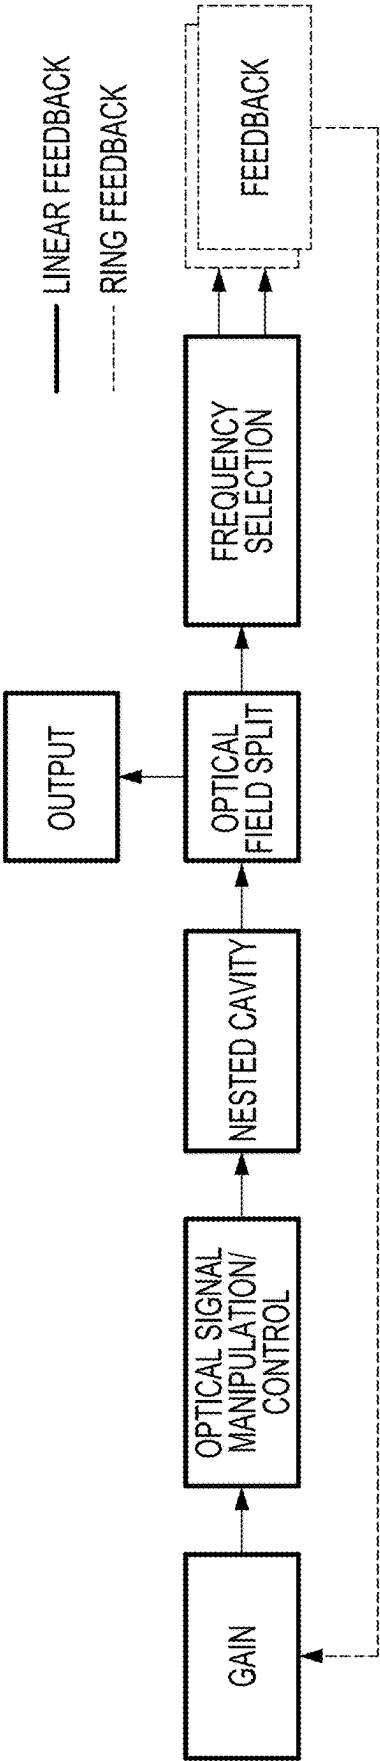 LINEAR FEEDBACK
RING FEEDBACK
OUTPUT
GAIN
OPTICAL SIGNAL
MANIPULATION/
CONTROL
NESTED CAVITY
OPTICAL
FIELD SPLIT
FREQUENCY
SELECTION
FEEDBACK